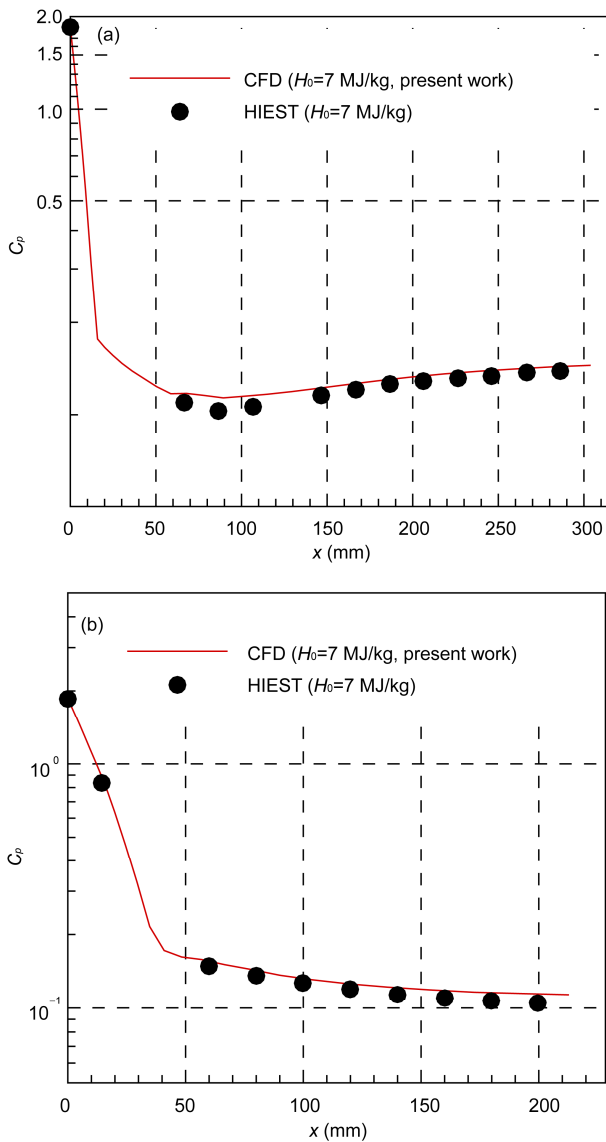 2.0
(a)
1.5
CFD (H₀=7 MJ/kg, present work)
1.0
HIEST (H₀=7 MJ/kg)
0.5
Cₚ
0 50 100 150 200 250 300
x (mm)
(b)
CFD (H₀=7 MJ/kg, present work)
HIEST (H₀=7 MJ/kg)
10⁰
Cₚ
10⁻¹
0 50 100 150 200
x (mm)